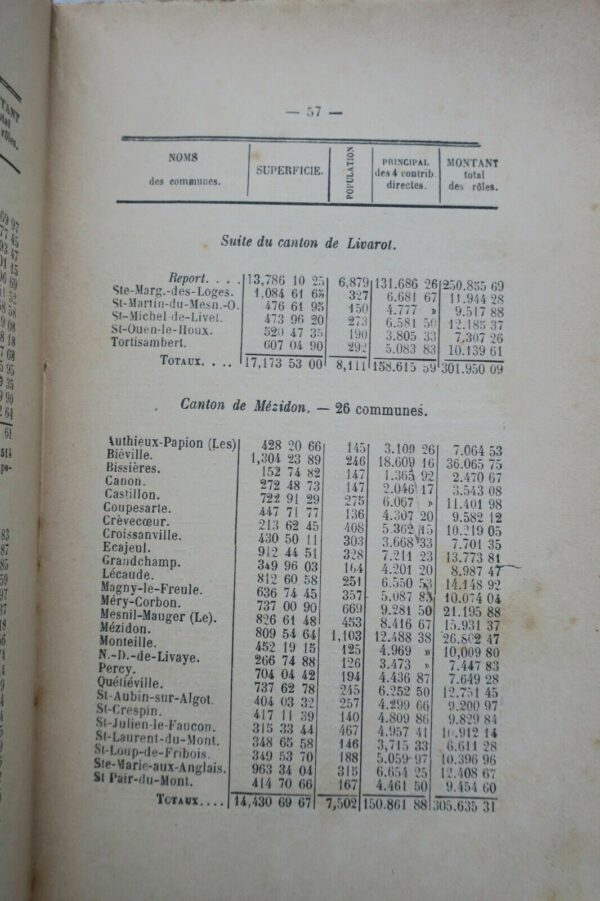 — 57 —
NOMS des communes. SUPERFICIE. POPULATION PRINCIPAL des 4 contrib. directes. MONTANT total des rôles.
Suite du canton de Livarot.
Report. . . . 13,786 10 25 6,879 131.686 26 250.855 69
Ste-Marg.-des-Loges. 1,084 61 65 327 6.681 67 11.944 28
St-Martin-du-Mesn.-O. 476 61 95 150 4.777 » 9.517 88
St-Michel-de-Livet. 473 96 20 273 6.581 50 12.185 37
St-Ouen-le-Houx. 520 47 35 190 3.805 33 7,307 26
Tortisambert. 607 04 90 292 5.083 83 10.139 61
TOTAUX. . . . 17,173 53 00 8,111 158.615 59 301.950 09
Canton de Mézidon. — 26 communes.
Authieux-Papion (Les) 428 20 66 145 3.109 26 7.064 53
Biéville. 1,304 23 89 246 18.609 16 36.065 75
Bissières. 152 74 82 147 1.365 92 2.470 67
Canon. 272 48 73 147 2.046 17 3.543 08
Castillon. 722 91 29 275 6.067 » 11.401 98
Coupesarte. 447 71 77 136 4.307 20 9.582 12
Crèvecœur. 213 62 45 408 5.362 15 10.219 05
Croissanville. 430 50 11 303 3.668 33 7.701 35
Ecajeul. 912 44 51 328 7.211 23 13.773 81
Grandchamp. 349 96 03 164 4.201 20 8.987 47
Lécaude. 812 60 58 251 6.550 53 14.148 92
Magny-le-Freule. 636 74 45 357 5.087 83 10.074 04
Méry-Corbon. 737 00 90 669 9.281 50 21.195 88
Mesnil-Mauger (Le). 826 61 48 453 8.416 67 15.931 37
Mézidon. 809 54 64 1,103 12.488 38 26.802 47
Monteille. 452 19 15 125 4.969 » 10,009 80
N.-D.-de-Livaye. 266 74 88 126 3.473 » 7.447 83
Percy. 704 04 42 194 4.436 87 7.649 28
Quétiéville. 737 62 78 245 6.252 50 12.751 45
St-Aubin-sur-Algot. 404 03 32 257 4.299 66 9.200 97
St-Crespin. 417 11 39 140 4.809 86 9.829 84
St-Julien-le-Faucon. 315 33 44 467 4.957 41 10.912 14
St-Laurent-du-Mont. 348 65 58 146 3,715 33 6.611 28
St-Loup-de-Fribois. 349 53 70 188 5.059 97 10.396 96
Ste-Marie-aux-Anglais. 963 34 04 315 6.654 25 12.408 67
St Pair-du-Mont. 414 70 66 167 4.461 50 9.454 60
TOTAUX.... 14,430 69 67 7,502 150.861 88 305.635 31